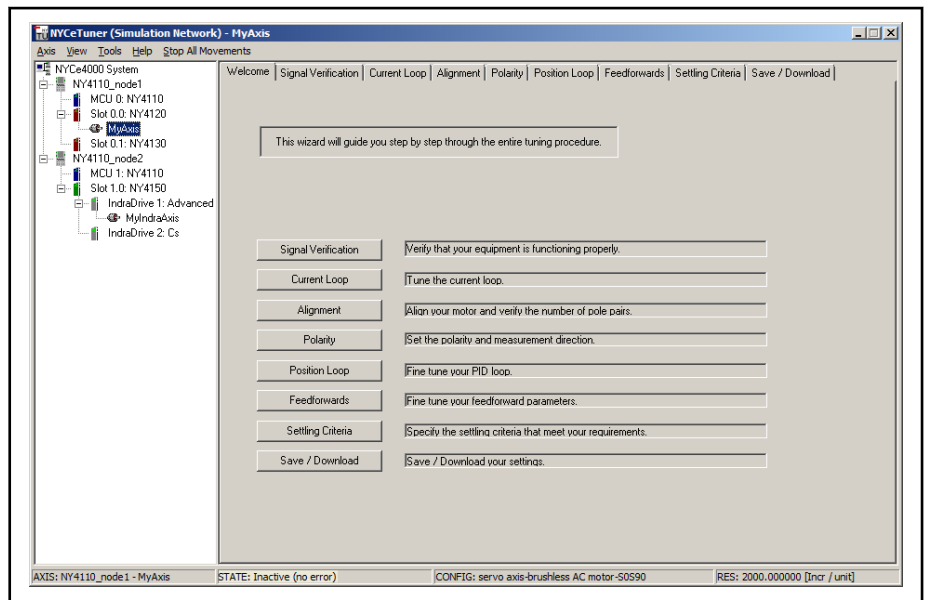 NYCeTuner (Simulation Network) - MyAxis
Axis View Tools Help Stop All Movements
NYCe4000 System
NY4110_node1
MCU 0: NY4110
Slot 0.0: NY4120
MyAxis
Slot 0.1: NY4130
NY4110_node2
MCU 1: NY4110
Slot 1.0: NY4150
IndraDrive 1: Advanced
MyIndraAxis
IndraDrive 2: Cs
Welcome Signal Verification Current Loop Alignment Polarity Position Loop Feedforwards Settling Criteria Save / Download
This wizard will guide you step by step through the entire tuning procedure.
Signal Verification Verify that your equipment is functioning properly.
Current Loop Tune the current loop.
Alignment Align your motor and verify the number of pole pairs.
Polarity Set the polarity and measurement direction.
Position Loop Fine tune your PID loop.
Feedforwards Fine tune your feedforward parameters.
Settling Criteria Specify the settling criteria that meet your requirements.
Save / Download Save / Download your settings.
AXIS: NY4110_node1 - MyAxis STATE: Inactive (no error) CONFIG: servo axis-brushless AC motor-S0S90 RES: 2000.000000 [Incr / unit]